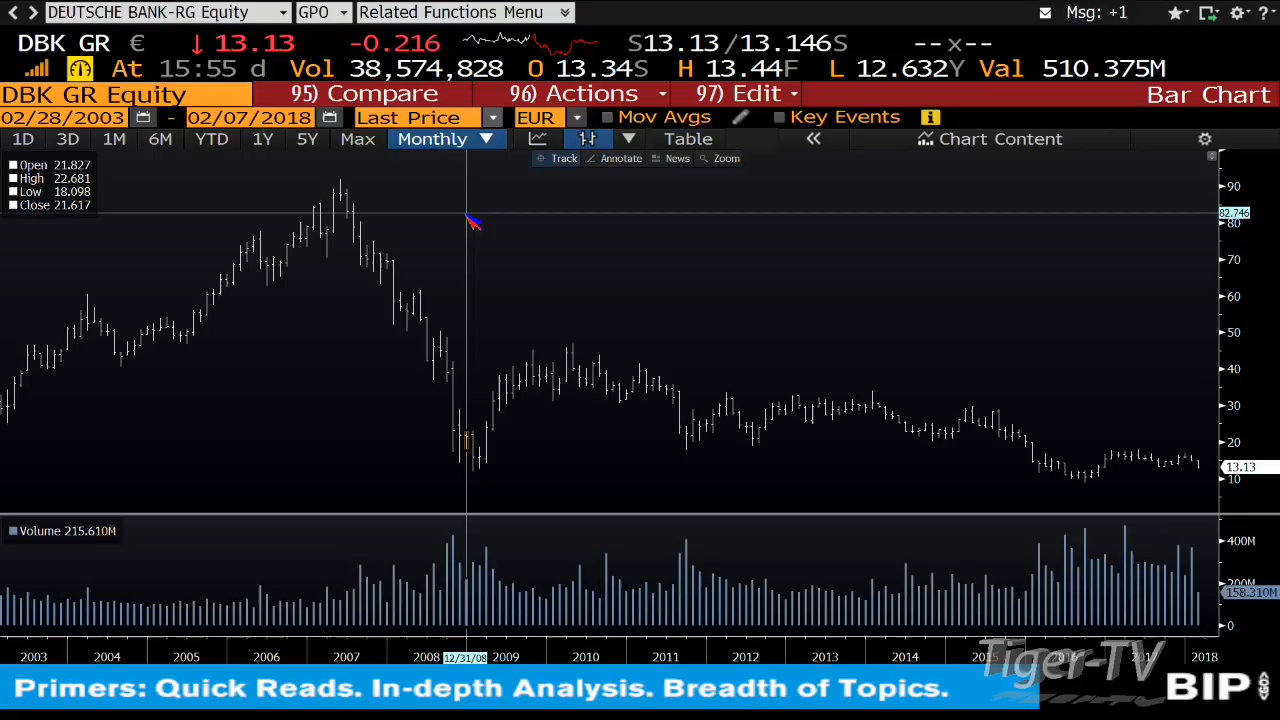 DEUTSCHE BANK-RG Equity GPO Related Functions Menu Msg: +1
DBK GR € ↓ 13.13 -0.216 S13.13/13.146S --x--
At 15:55 d Vol 38,574,828 O 13.34S H 13.44F L 12.632Y Val 510.375M
DBK GR Equity 95) Compare 96) Actions 97) Edit Bar Chart
02/28/2003 - 02/07/2018 Last Price EUR Mov Avgs Key Events
1D 3D 1M 6M YTD 1Y 5Y Max Monthly ▼ Table « Chart Content
Track Annotate News Zoom
Open 21.827
High 22.681
Low 18.098
Close 21.617
90
82.746
80
70
60
50
40
30
20
13.13
10
Volume 215.610M
400M
200M
158.310M
0
2003 2004 2005 2006 2007 2008 12/31/08 2009 2010 2011 2012 2013 2014 2015 2016 2017 2018
Tiger-TV
Primers: Quick Reads. In-depth Analysis. Breadth of Topics.
BIP